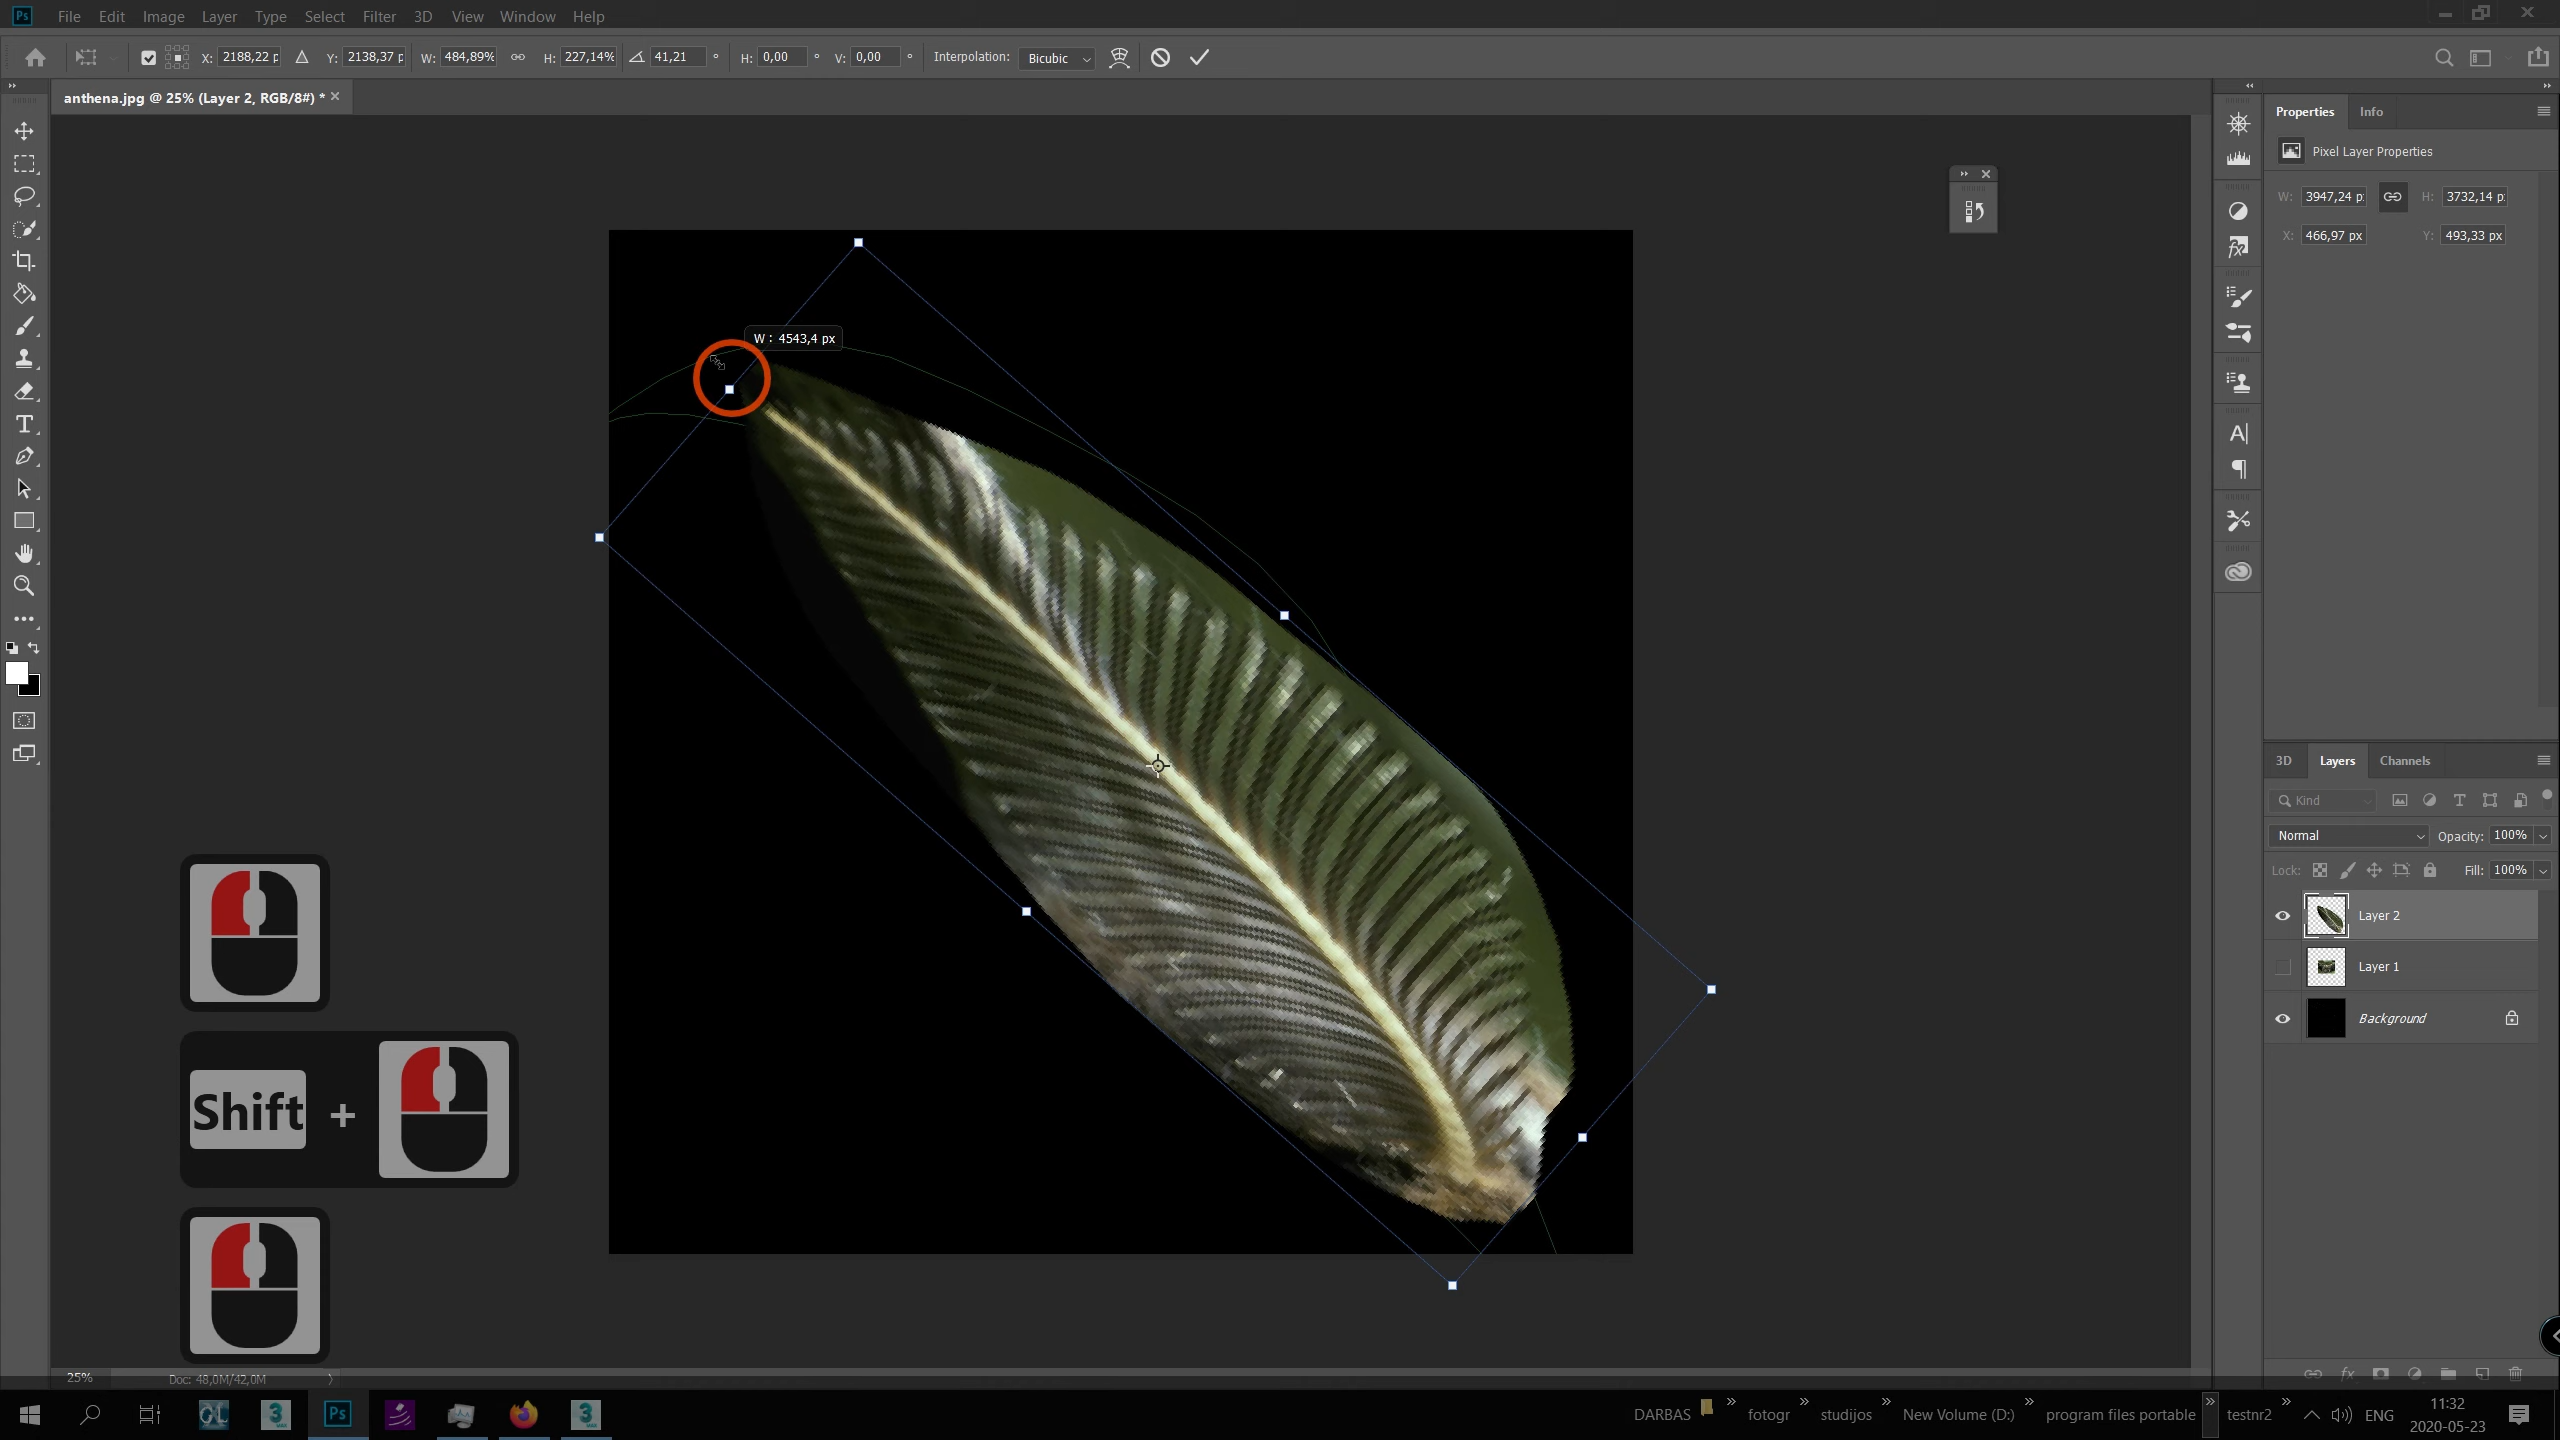 Ps File Edit Image Layer Type Select Filter 3D View Window Help
X: 2188,22 p Y: 2138,37 p W: 484,89% H: 227,14% 41,21 ° H: 0,00 ° V: 0,00 ° Interpolation: Bicubic
anthena.jpg @ 25% (Layer 2, RGB/8#) *
Properties Info
Pixel Layer Properties
W: 3947,24 p H: 3732,14 p
X: 466,97 px Y: 493,33 px
W : 4543,4 px
3D Layers Channels
Kind
Normal Opacity: 100%
Lock: Fill: 100%
Layer 2
Layer 1
Background
Shift +
25% Doc: 48,0M/42,0M
Ps 3 3 DARBAS fotogr studijos New Volume (D:) program files portable testnr2 ENG 11:32
2020-05-23